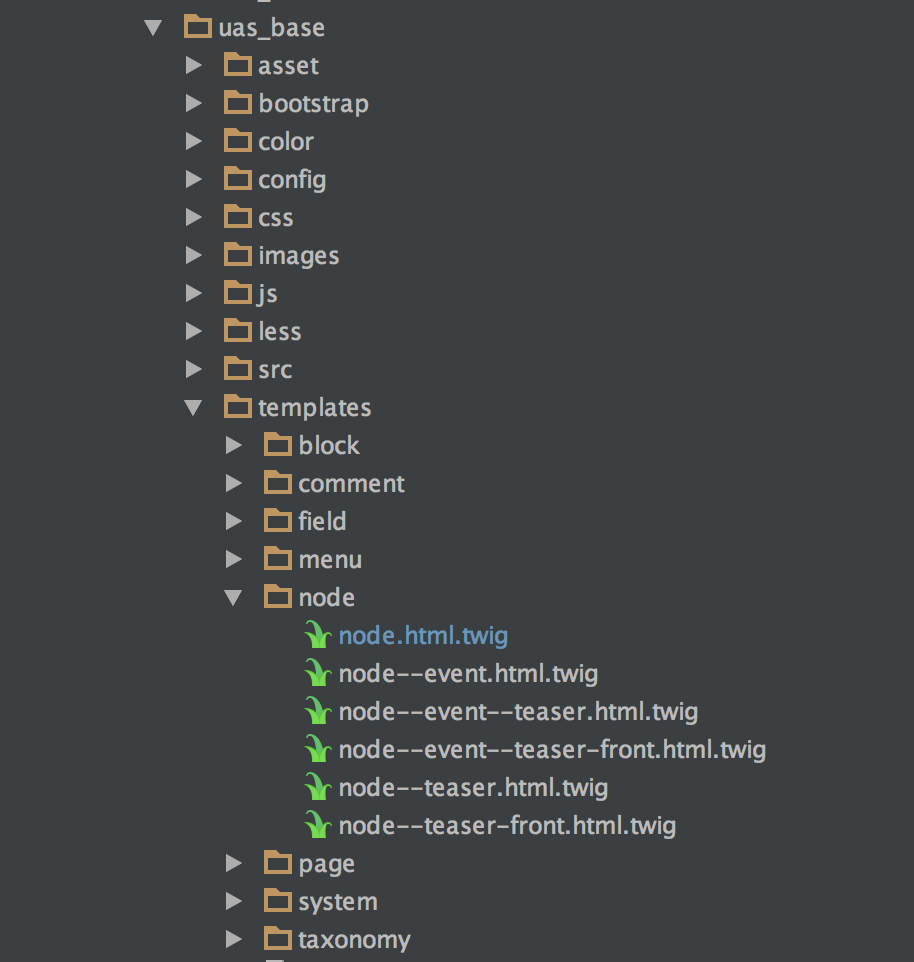 uas_base
asset
bootstrap
color
config
css
images
js
less
src
templates
block
comment
field
menu
node
node.html.twig
node--event.html.twig
node--event--teaser.html.twig
node--event--teaser-front.html.twig
node--teaser.html.twig
node--teaser-front.html.twig
page
system
taxonomy